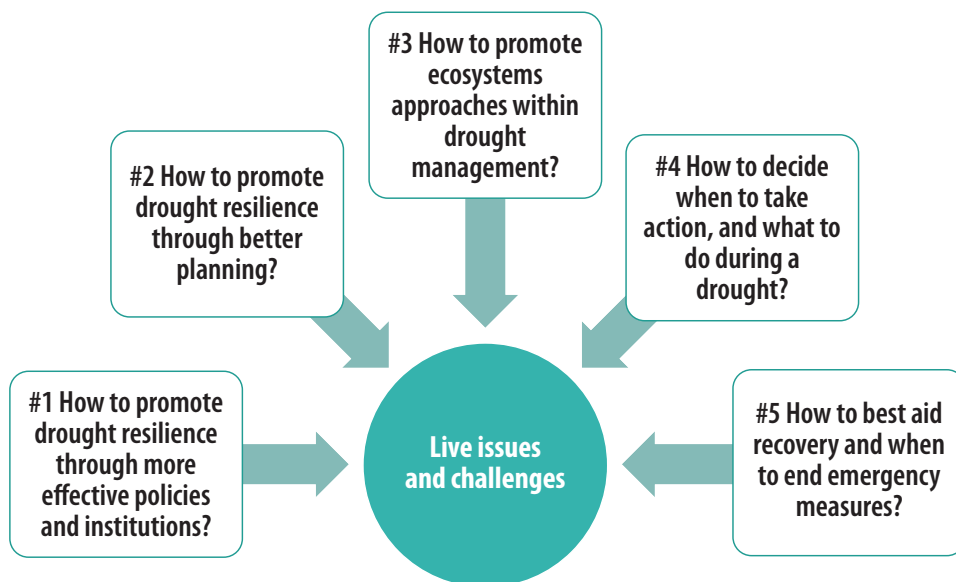 #1 How to promote
drought resilience
through more
effective policies
and institutions?
#2 How to promote
drought resilience
through better
planning?
#3 How to promote
ecosystems
approaches within
drought
management?
#4 How to decide
when to take
action, and what to
do during a
drought?
#5 How to best aid
recovery and when
to end emergency
measures?
Live issues
and challenges